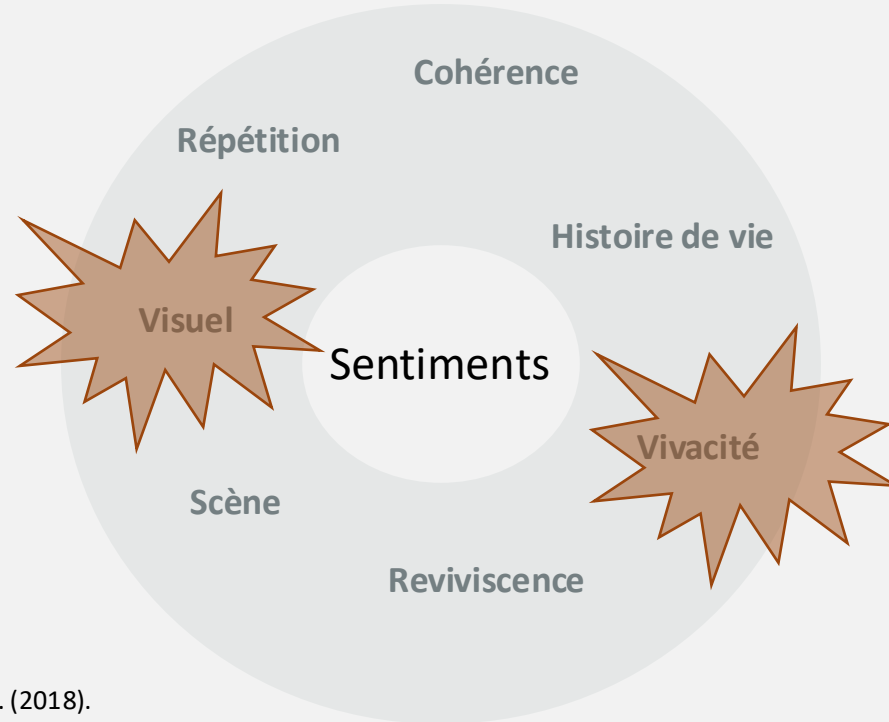 Cohérence
Répétition
Histoire de vie
Visuel
Sentiments
Vivacité
Scène
Reviviscence
. (2018).